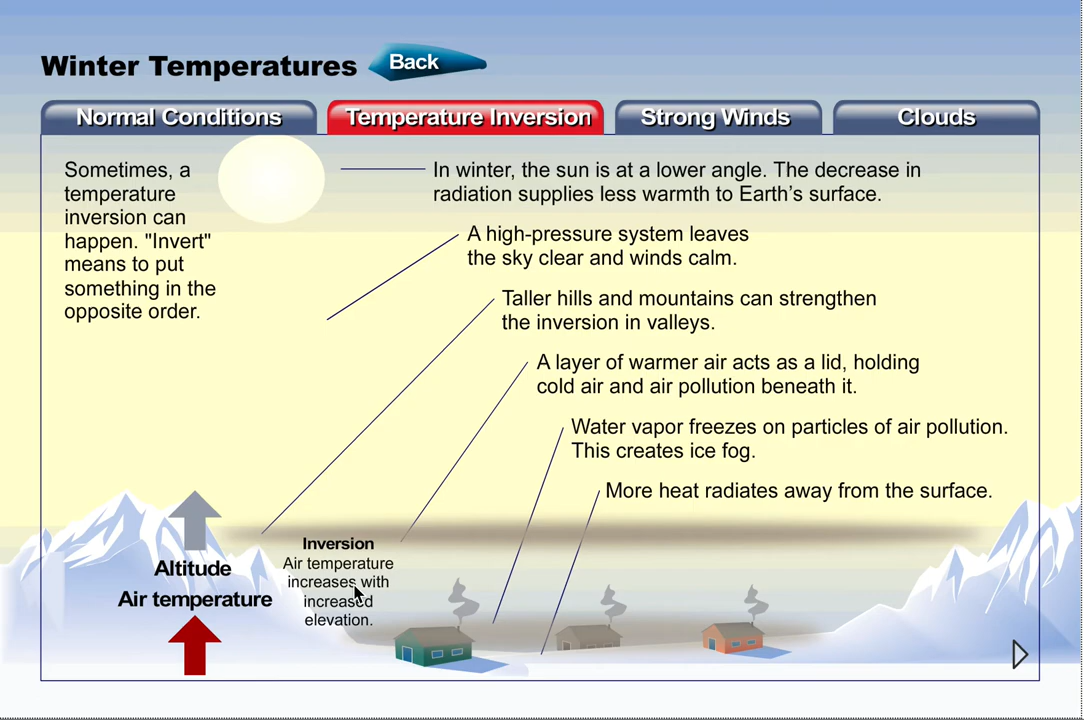 Winter Temperatures
Back
Normal Conditions
Temperature Inversion
Strong Winds
Clouds
Sometimes, a
temperature
inversion can
happen. "Invert"
means to put
something in the
opposite order.
In winter, the sun is at a lower angle. The decrease in
radiation supplies less warmth to Earth’s surface.
A high-pressure system leaves
the sky clear and winds calm.
Taller hills and mountains can strengthen
the inversion in valleys.
A layer of warmer air acts as a lid, holding
cold air and air pollution beneath it.
Water vapor freezes on particles of air pollution.
This creates ice fog.
More heat radiates away from the surface.
Altitude
Air temperature
Inversion
Air temperature
increases with
increased
elevation.